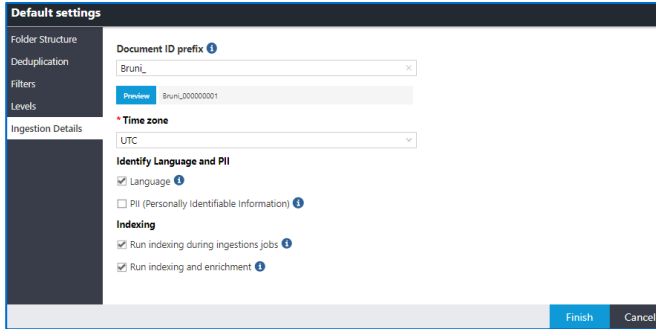 Default settings
Folder Structure
Deduplication
Filters
Levels
Ingestion Details
Document ID prefix
Bruni_
Preview Bruni_000000001
* Time zone
UTC
Identify Language and PII
Language
PII (Personally Identifiable Information)
Indexing
Run indexing during ingestions jobs
Run indexing and enrichment
Finish Cancel